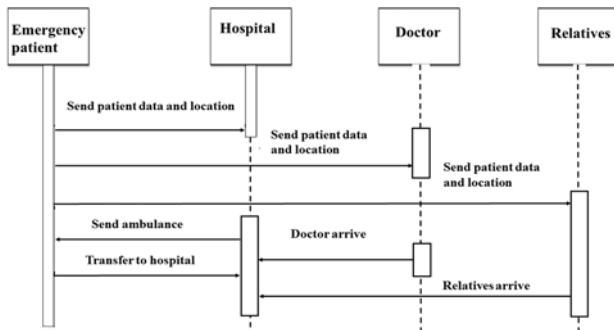 Emergency
patient
Hospital
Doctor
Relatives
Send patient data and location
Send patient data
and location
Send patient data
and location
Send ambulance
Doctor arrive
Transfer to hospital
Relatives arrive